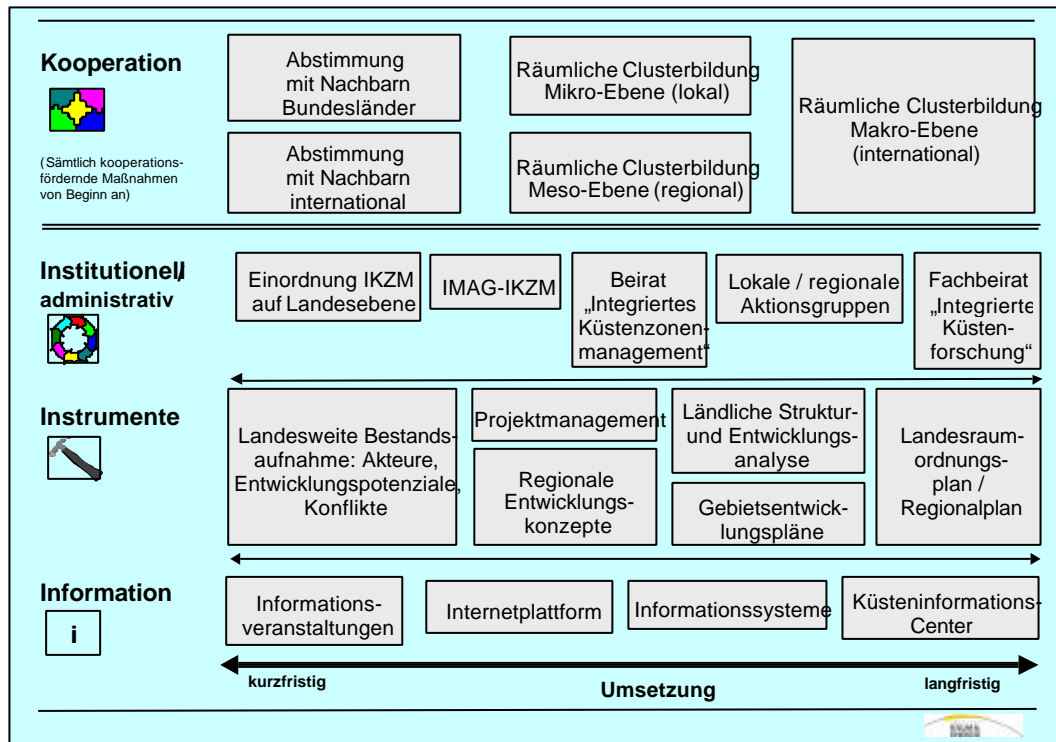 Kooperation
(Sämtlich kooperations-
fördernde Maßnahmen
von Beginn an)
Abstimmung
mit Nachbarn
Bundesländer
Abstimmung
mit Nachbarn
international
Räumliche Clusterbildung
Mikro-Ebene (lokal)
Räumliche Clusterbildung
Meso-Ebene (regional)
Räumliche Clusterbildung
Makro-Ebene
(international)
Institutionell/
administrativ
Einordnung IKZM
auf Landesebene
IMAG-IKZM
Beirat
„Integriertes
Küstenzonen-
management“
Lokale / regionale
Aktionsgruppen
Fachbeirat
„Integrierte
Küsten-
forschung“
Instrumente
Landesweite Bestands-
aufnahme: Akteure,
Entwicklungspotenziale,
Konflikte
Projektmanagement
Regionale
Entwicklungs-
konzepte
Ländliche Struktur-
und Entwicklungs-
analyse
Gebietsentwick-
lungspläne
Landesraum-
ordnungs-
plan /
Regionalplan
Information
i
Informations-
veranstaltungen
Internetplattform
Informationssysteme
Küsteninformations-
Center
kurzfristig
Umsetzung
langfristig